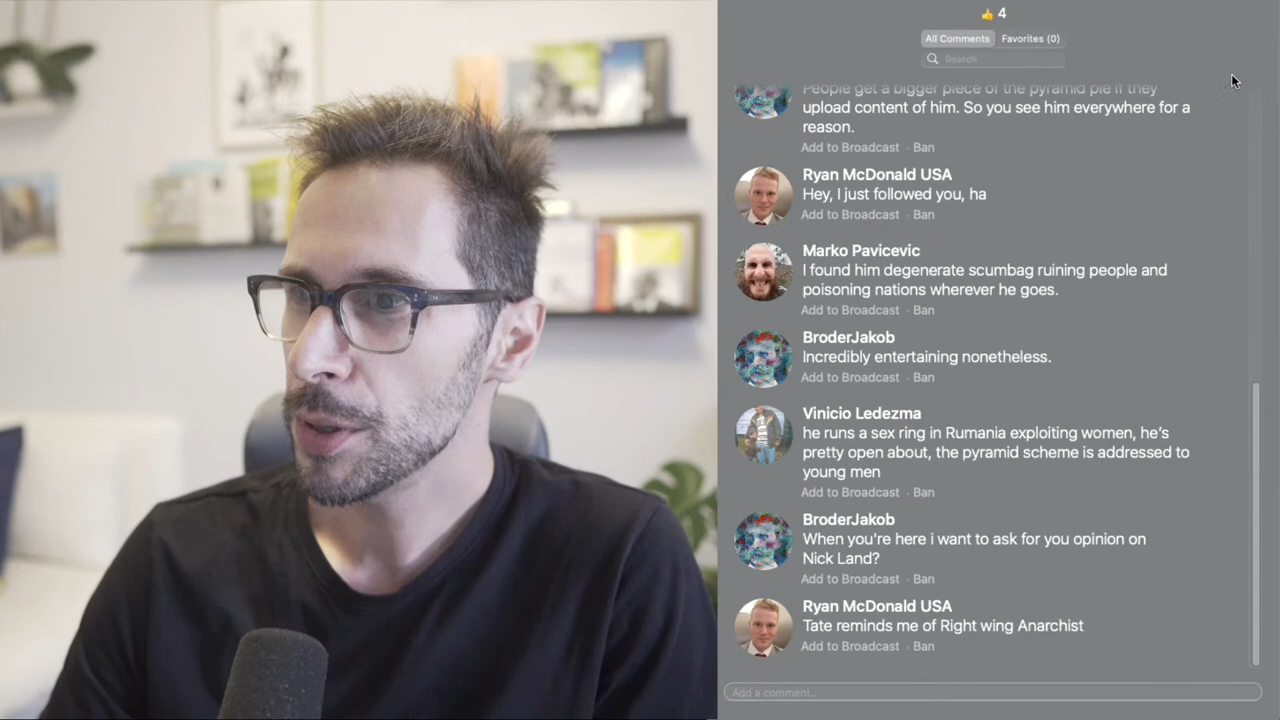 👍 4
All Comments Favorites (0)
Search
People get a bigger piece of the pyramid pie if they
upload content of him. So you see him everywhere for a
reason.
Add to Broadcast · Ban
Ryan McDonald USA
Hey, I just followed you, ha
Add to Broadcast · Ban
Marko Pavicevic
I found him degenerate scumbag ruining people and
poisoning nations wherever he goes.
Add to Broadcast · Ban
BroderJakob
Incredibly entertaining nonetheless.
Add to Broadcast · Ban
Vinicio Ledezma
he runs a sex ring in Rumania exploiting women, he's
pretty open about, the pyramid scheme is addressed to
young men
Add to Broadcast · Ban
BroderJakob
When you're here i want to ask for you opinion on
Nick Land?
Add to Broadcast · Ban
Ryan McDonald USA
Tate reminds me of Right wing Anarchist
Add to Broadcast · Ban
Add a comment...